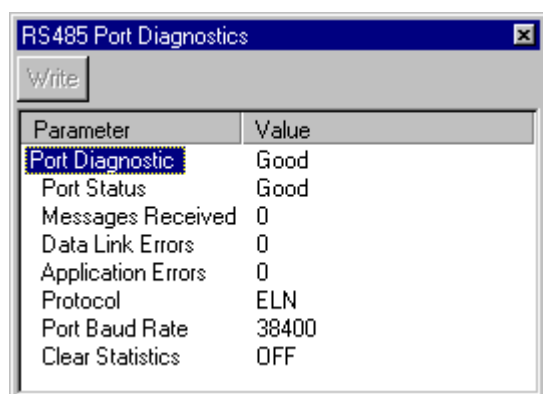 RS485 Port Diagnostics
Write
Parameter Value
Port Diagnostic Good
Port Status Good
Messages Received 0
Data Link Errors 0
Application Errors 0
Protocol ELN
Port Baud Rate 38400
Clear Statistics OFF